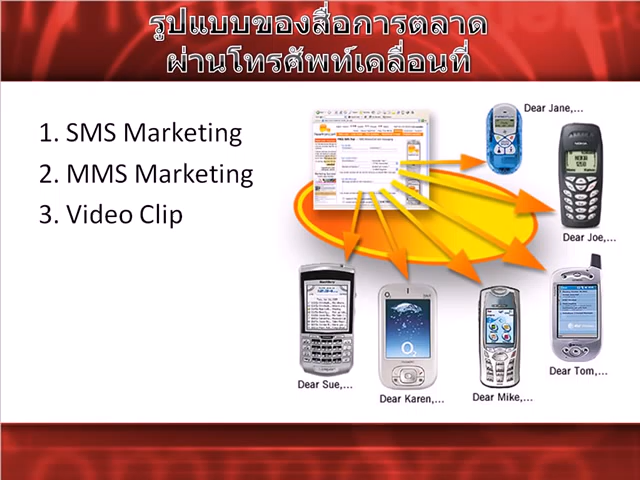 รูปแบบของสื่อการตลาด
ผ่านโทรศัพท์เคลื่อนที่
1. SMS Marketing
2. MMS Marketing
3. Video Clip
Dear Jane,...
Dear Joe,...
Dear Sue,...
Dear Karen,...
Dear Mike,...
Dear Tom,...
NOKIA
O2